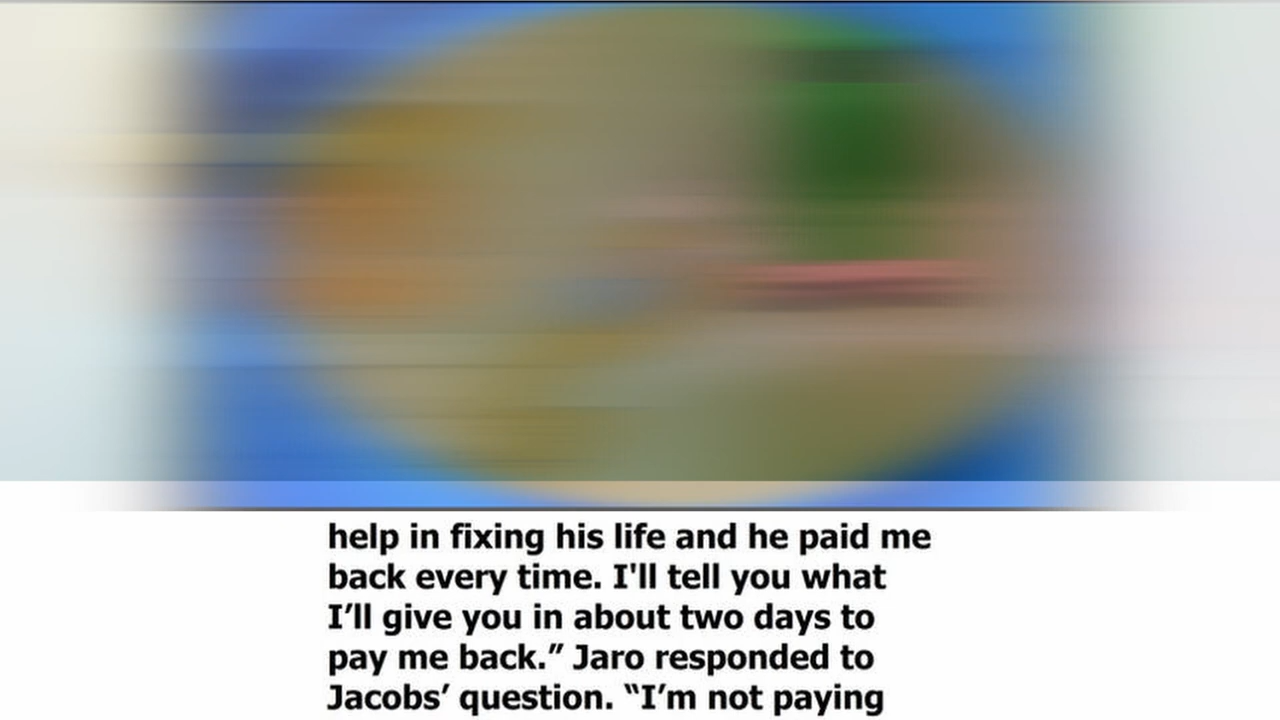 help in fixing his life and he paid me
back every time. I'll tell you what
I’ll give you in about two days to
pay me back.” Jaro responded to
Jacobs’ question. “I’m not paying